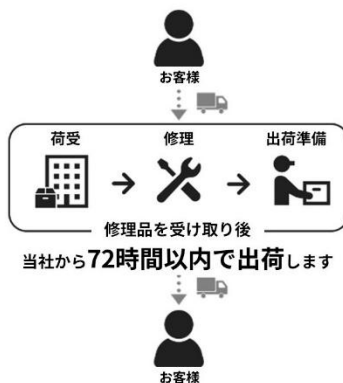 お客様
荷受 修理 出荷準備
修理品を受け取り後
当社から72時間以内で出荷します
お客様